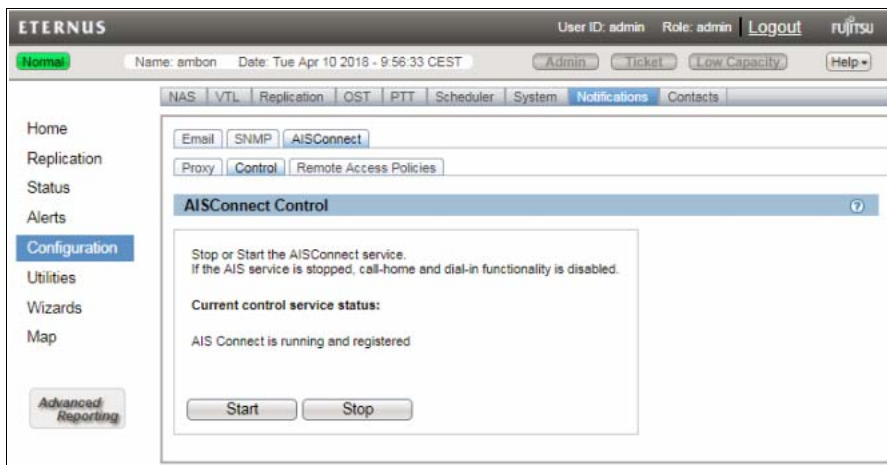 ETERNUS User ID: admin Role: admin Logout FUJITSU
Normal Name: ambon Date: Tue Apr 10 2018 - 9:56:33 CEST Admin Ticket Low Capacity Help
NAS VTL Replication OST PTT Scheduler System Notifications Contacts
Home
Replication
Status
Alerts
Configuration
Utilities
Wizards
Map
Advanced
Reporting
Email SNMP AISConnect
Proxy Control Remote Access Policies
AISConnect Control ?
Stop or Start the AISConnect service.
If the AIS service is stopped, call-home and dial-in functionality is disabled.
Current control service status:
AIS Connect is running and registered
Start Stop